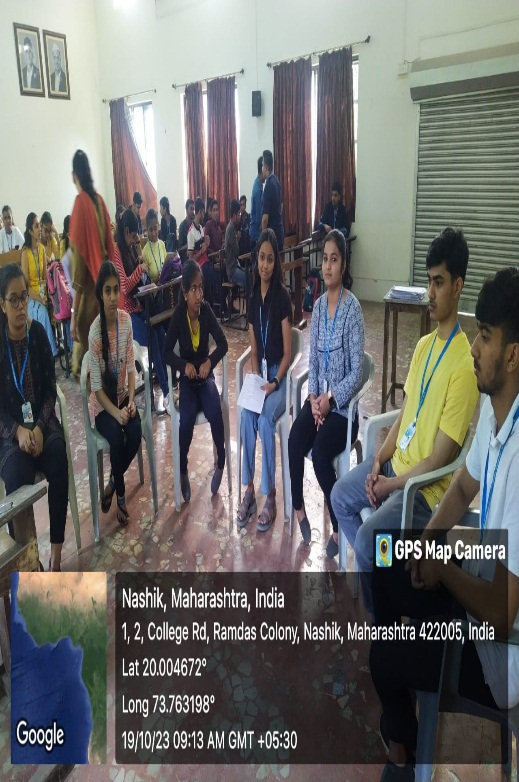 GPS Map Camera
Nashik, Maharashtra, India
1, 2, College Rd, Ramdas Colony, Nashik, Maharashtra 422005, India
Lat 20.004672°
Long 73.763198°
19/10/23 09:13 AM GMT +05:30
Google